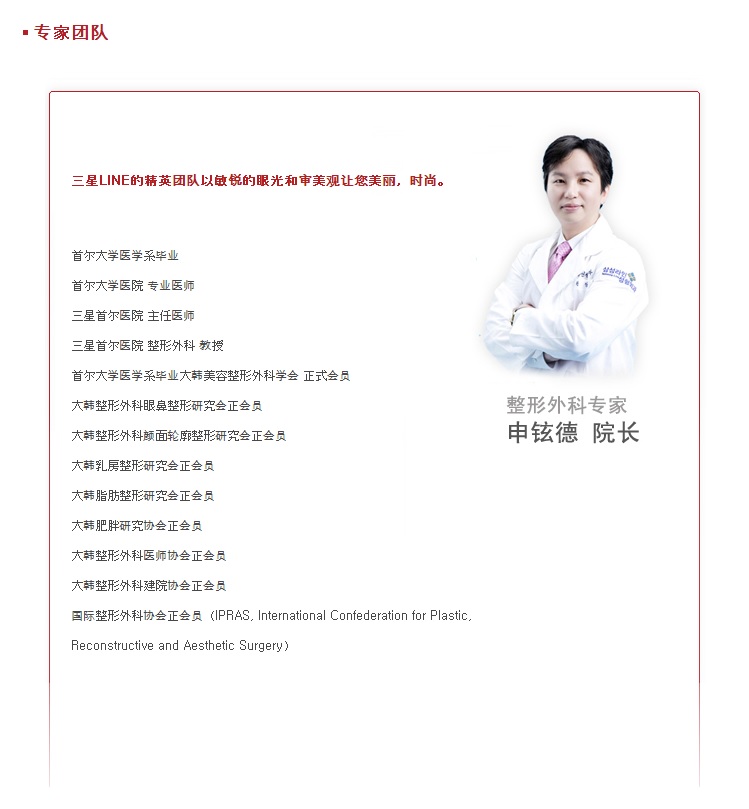 专家团队
三星LINE的精英团队以敏锐的眼光和审美观让您美丽，时尚。
首尔大学医学系毕业
首尔大学医院 专业医师
三星首尔医院 主任医师
三星首尔医院 整形外科 教授
首尔大学医学系毕业大韩美容整形外科学会 正式会员
大韩整形外科眼鼻整形研究会正会员
大韩整形外科颜面轮廓整形研究会正会员
大韩乳房整形研究会正会员
大韩脂肪整形研究会正会员
大韩肥胖研究协会正会员
大韩整形外科医师协会正会员
大韩整形外科建院协会正会员
国际整形外科协会正会员（IPRAS, International Confederation for Plastic,
Reconstructive and Aesthetic Surgery）
삼성라인
整形外科专家
申铉德 院长